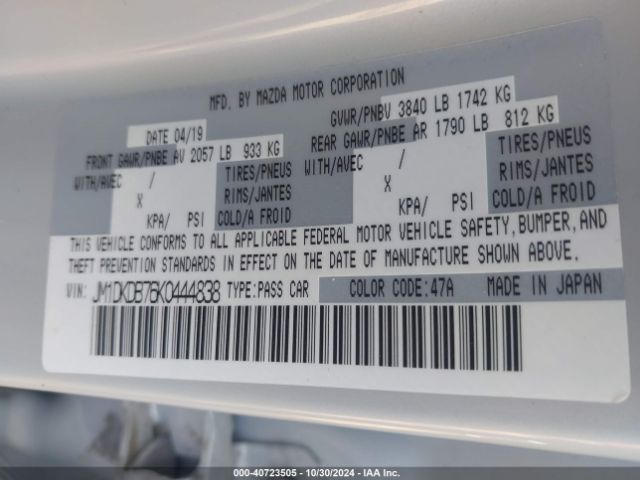 MFD. BY MAZDA MOTOR CORPORATION
DATE 04/19 GVWR/PNBV 3840 LB 1742 KG
FRONT GAWR/PNBE AV 2057 LB 933 KG REAR GAWR/PNBE AR 1790 LB 812 KG
WITH/AVEC / TIRES/PNEUS WITH/AVEC / TIRES/PNEUS
X RIMS/JANTES X RIMS/JANTES
KPA/ PSI COLD/A FROID KPA/ PSI COLD/A FROID
THIS VEHICLE CONFORMS TO ALL APPLICABLE FEDERAL MOTOR VEHICLE SAFETY, BUMPER, AND
THEFT PREVENTION STANDARDS IN EFFECT ON THE DATE OF MANUFACTURE SHOWN ABOVE.
VIN: JM1DKDB76K0444838 TYPE:PASS CAR COLOR CODE:47A MADE IN JAPAN
000-40723505 - 10/30/2024 - IAA Inc.